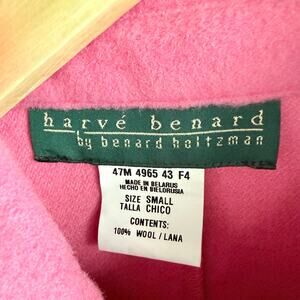 harvé benard
by benard holtzman
47M 4965 43 F4
MADE IN BELARUS
HECHO EN BIELORUSIA
SIZE SMALL
TALLA CHICO
CONTENTS:
100% WOOL / LANA